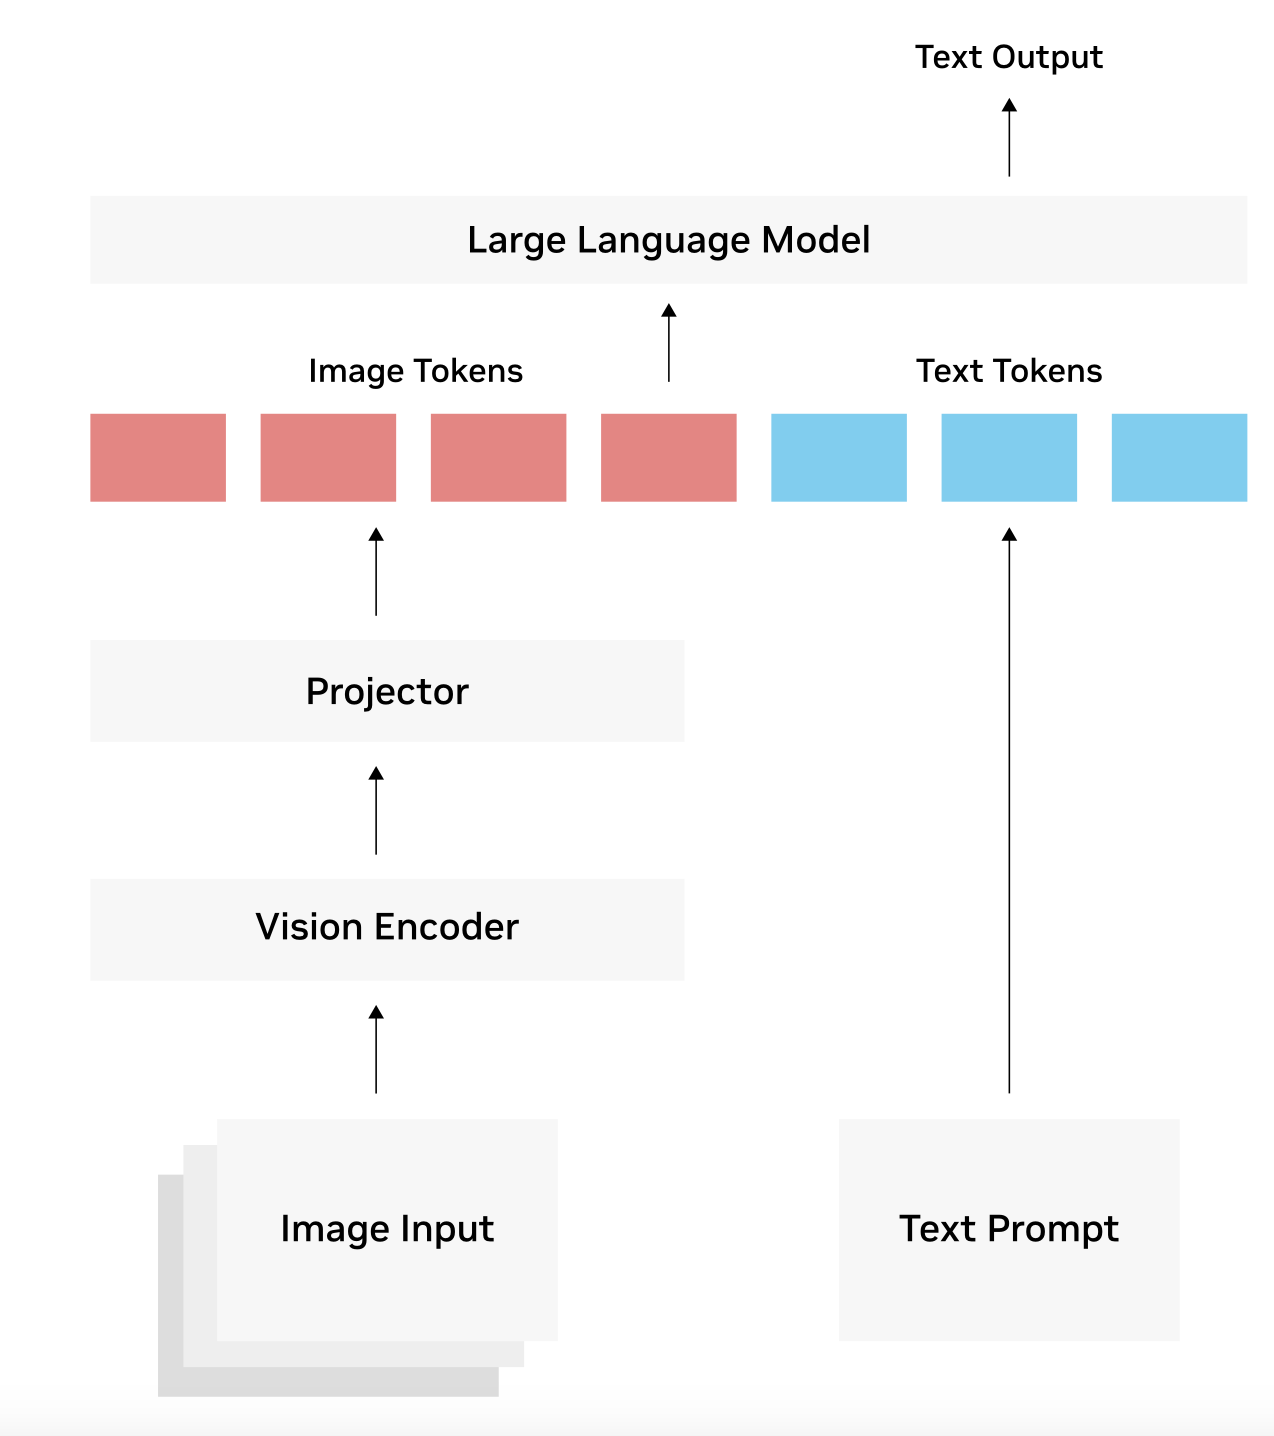 Text Output
Large Language Model
Image Tokens
Text Tokens
Projector
Vision Encoder
Image Input
Text Prompt